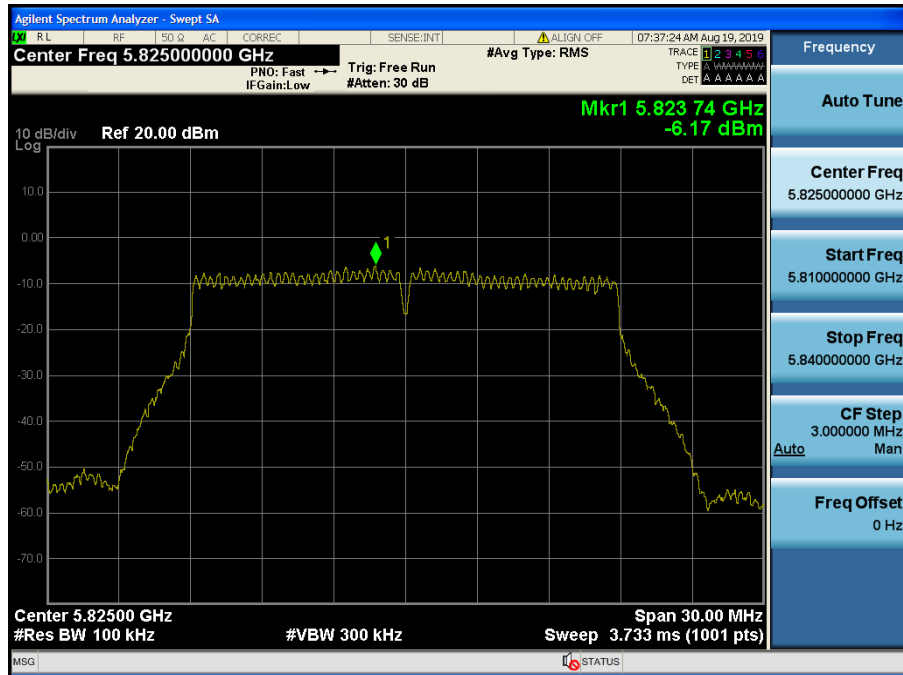 Agilent Spectrum Analyzer - Swept SA
LXI RL RF 50 Ω AC CORREC SENSE:INT ALIGN OFF 07:37:24 AM Aug 19, 2019
Center Freq 5.825000000 GHz
PNO: Fast
IFGain:Low
Trig: Free Run
#Atten: 30 dB
#Avg Type: RMS
TRACE 1 2 3 4 5 6
TYPE A WWWWWW
DET A A A A A A
Mkr1 5.823 74 GHz
-6.17 dBm
10 dB/div Ref 20.00 dBm
Log
10.0
0.00
-10.0
-20.0
-30.0
-40.0
-50.0
-60.0
-70.0
1
Center 5.82500 GHz Span 30.00 MHz
#Res BW 100 kHz #VBW 300 kHz Sweep 3.733 ms (1001 pts)
MSG STATUS
Frequency
Auto Tune
Center Freq
5.825000000 GHz
Start Freq
5.810000000 GHz
Stop Freq
5.840000000 GHz
CF Step
3.000000 MHz
Auto Man
Freq Offset
0 Hz